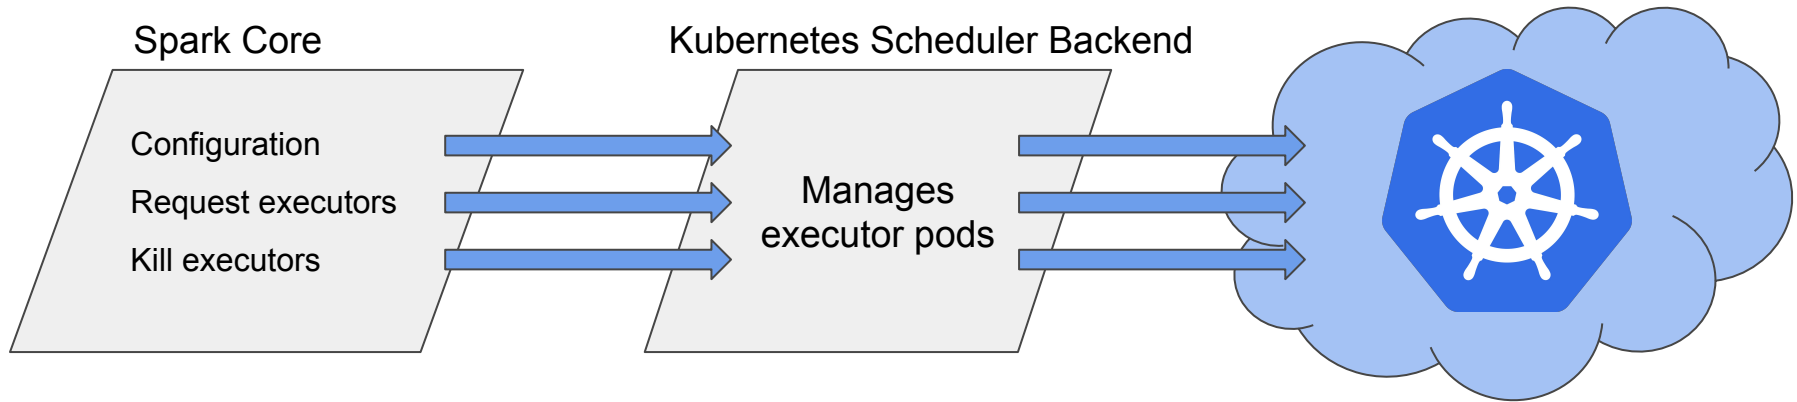 Spark Core
Kubernetes Scheduler Backend
Configuration
Request executors
Kill executors
Manages
executor pods